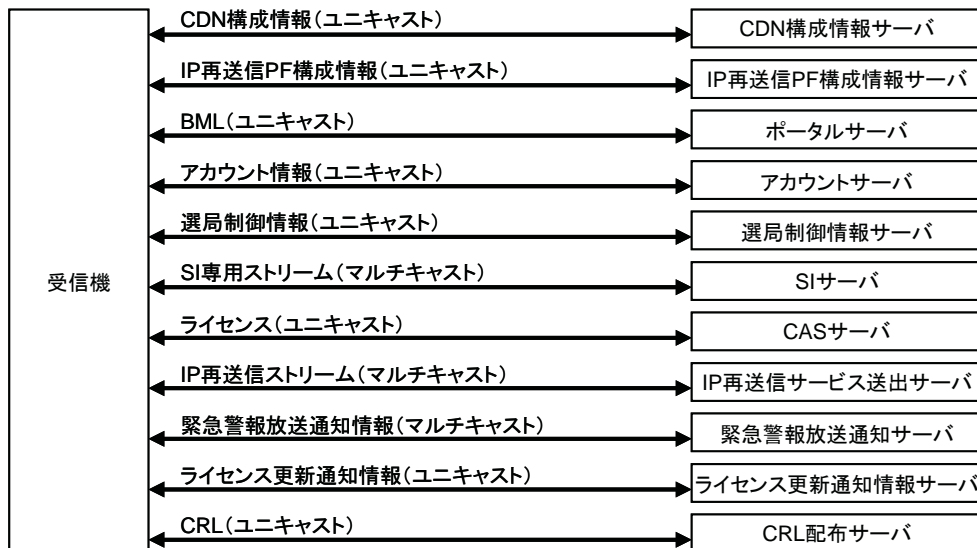 受信機
CDN構成情報(ユニキャスト)
CDN構成情報サーバ
IP再送信PF構成情報(ユニキャスト)
IP再送信PF構成情報サーバ
BML(ユニキャスト)
ポータルサーバ
アカウント情報(ユニキャスト)
アカウントサーバ
選局制御情報(ユニキャスト)
選局制御情報サーバ
SI専用ストリーム(マルチキャスト)
SIサーバ
ライセンス(ユニキャスト)
CASサーバ
IP再送信ストリーム(マルチキャスト)
IP再送信サービス送出サーバ
緊急警報放送通知情報(マルチキャスト)
緊急警報放送通知サーバ
ライセンス更新通知情報(ユニキャスト)
ライセンス更新通知情報サーバ
CRL(ユニキャスト)
CRL配布サーバ